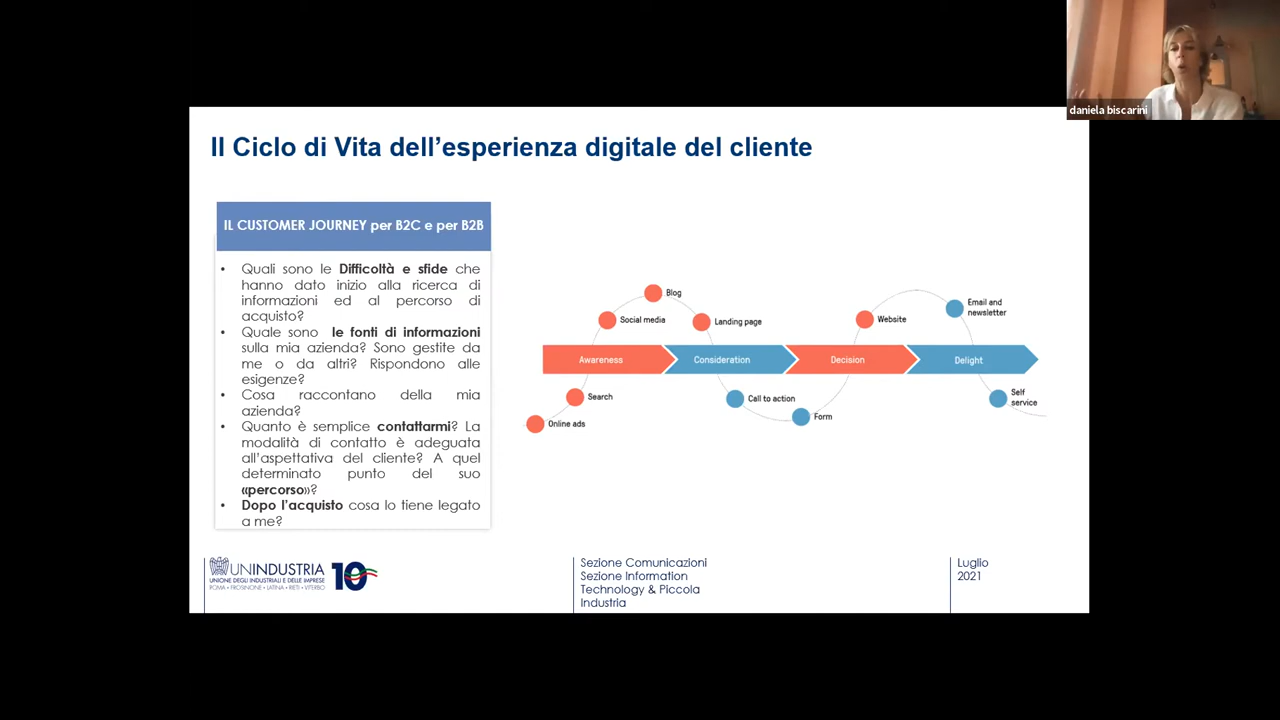 daniela biscarini
Il Ciclo di Vita dell'esperienza digitale del cliente
IL CUSTOMER JOURNEY per B2C e per B2B
• Quali sono le Difficoltà e sfide che
hanno dato inizio alla ricerca di
informazioni ed al percorso di
acquisto?
• Quale sono le fonti di informazioni
sulla mia azienda? Sono gestite da
me o da altri? Rispondono alle
esigenze?
• Cosa raccontano della mia
azienda?
• Quanto è semplice contattarmi? La
modalità di contatto è adeguata
all'aspettativa del cliente? A quel
determinato punto del suo
«percorso»?
• Dopo l'acquisto cosa lo tiene legato
a me?
Blog
Social media
Landing page
Website
Email and
newsletter
Awareness
Consideration
Decision
Delight
Search
Online ads
Call to action
Form
Self
service
UNINDUSTRIA
UNIONE DEGLI INDUSTRIALI E DELLE IMPRESE
ROMA • FROSINONE • LATINA • RIETI • VITERBO
10
Sezione Comunicazioni
Sezione Information
Technology & Piccola
Industria
Luglio
2021